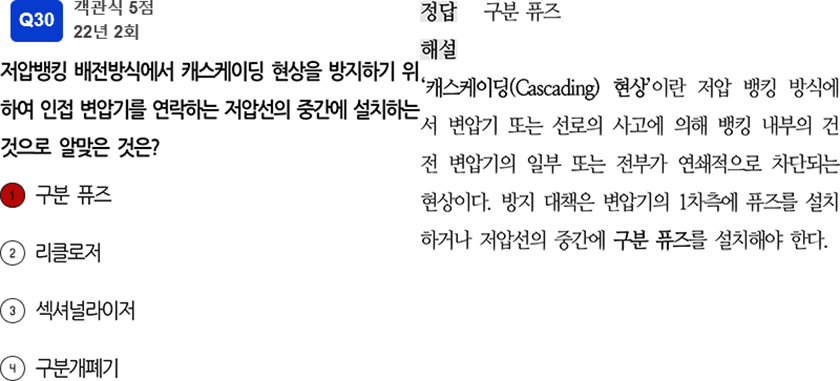 Q30
객관식 5점
22년 2회
저압뱅킹 배전방식에서 캐스케이딩 현상을 방지하기 위
하여 인접 변압기를 연락하는 저압선의 중간에 설치하는
것으로 알맞은 것은?
1 구분 퓨즈
2 리클로저
3 섹셔널라이저
4 구분개폐기
정답 구분 퓨즈
해설
‘캐스케이딩(Cascading) 현상’이란 저압 뱅킹 방식에
서 변압기 또는 선로의 사고에 의해 뱅킹 내부의 건
전 변압기의 일부 또는 전부가 연쇄적으로 차단되는
현상이다. 방지 대책은 변압기의 1차측에 퓨즈를 설치
하거나 저압선의 중간에 구분 퓨즈를 설치해야 한다.